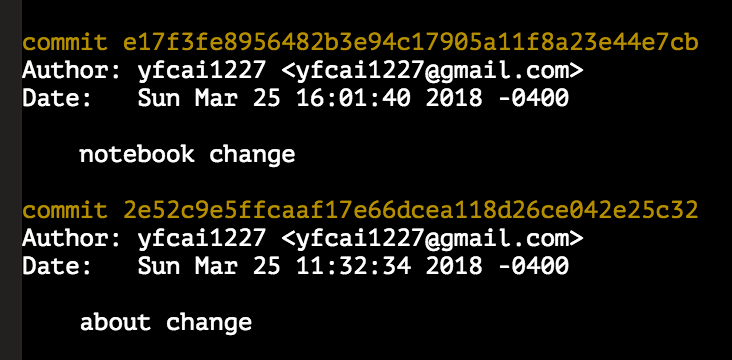 commit e17f3fe8956482b3e94c17905a11f8a23e44e7cb
Author: yfcai1227 <yfcai1227@gmail.com>
Date:   Sun Mar 25 16:01:40 2018 -0400
notebook change
commit 2e52c9e5ffcaaf17e66dcea118d26ce042e25c32
Author: yfcai1227 <yfcai1227@gmail.com>
Date:   Sun Mar 25 11:32:34 2018 -0400
about change